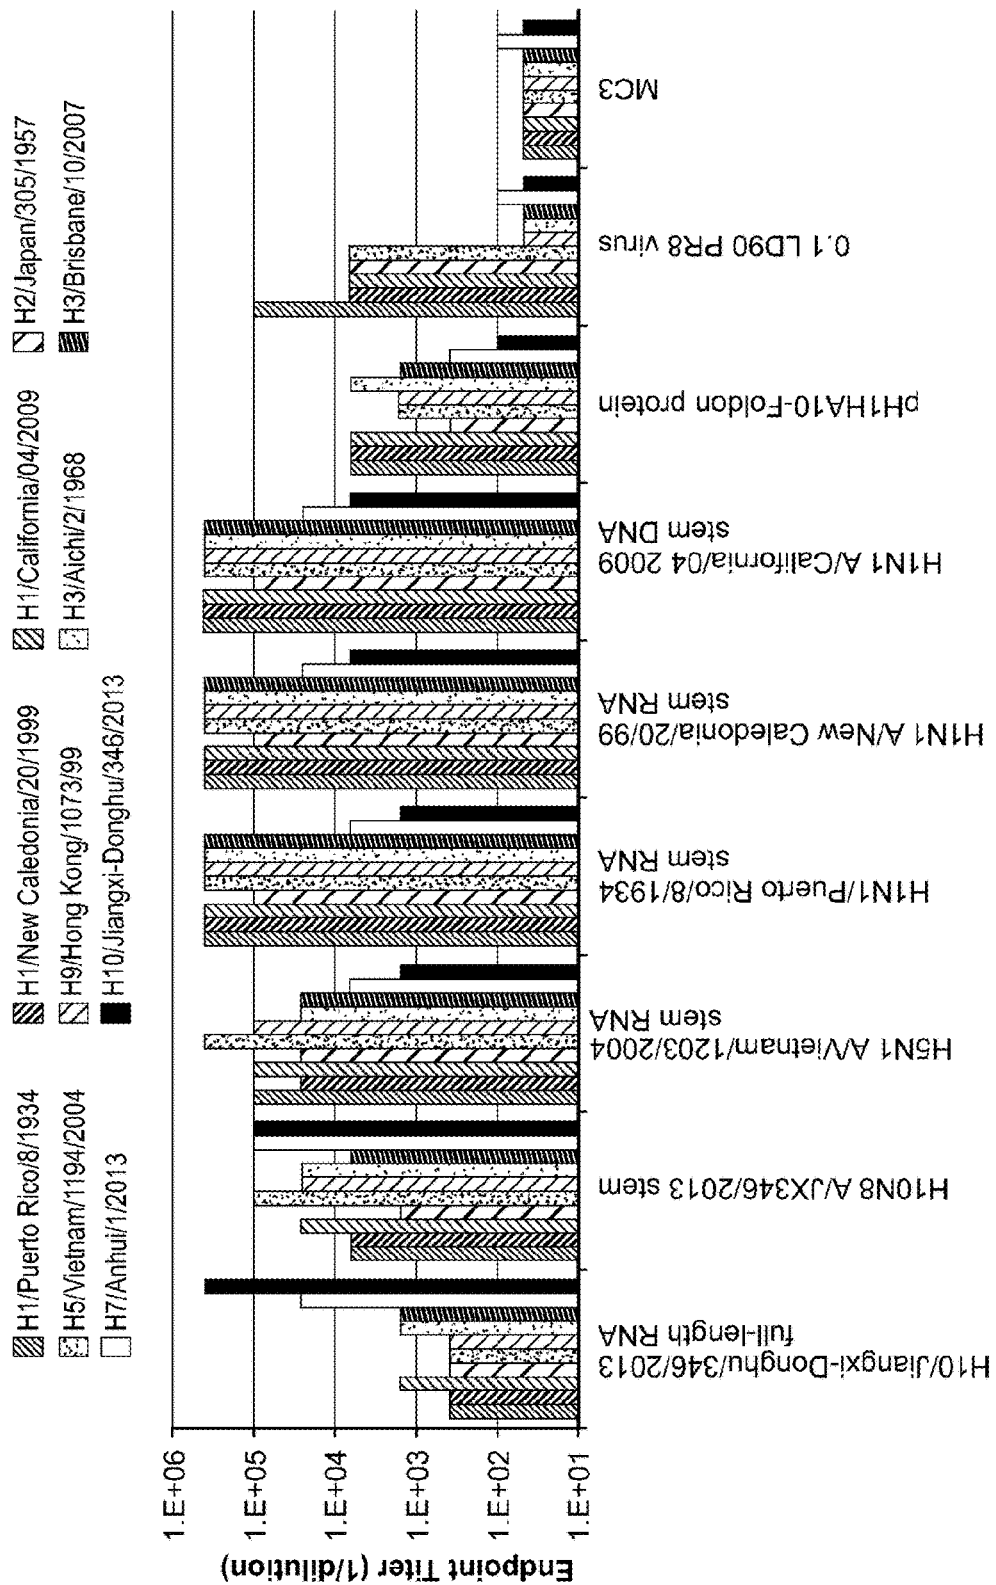 H1/Puerto Rico/8/1934
H1/New Caledonia/20/1999
H1/California/04/2009
H2/Japan/305/1957
H5/Vietnam/1194/2004
H9/Hong Kong/1073/99
H3/Aichi/2/1968
H3/Brisbane/10/2007
H7/Anhui/1/2013
H10/Jiangxi-Donghu/346/2013
Endpoint Titer (1/dilution)
1.E+06
1.E+05
1.E+04
1.E+03
1.E+02
1.E+01
H10/Jiangxi-Donghu/346/2013
full-length RNA
H10N8 A/JX346/2013 stem
H5N1 A/Vietnam/1203/2004
stem RNA
H1N1/Puerto Rico/8/1934
stem RNA
H1N1 A/New Caledonia/20/99
stem RNA
H1N1 A/California/04 2009
stem DNA
pH1HA10-Foldon protein
0.1 LD90 PR8 virus
MC3